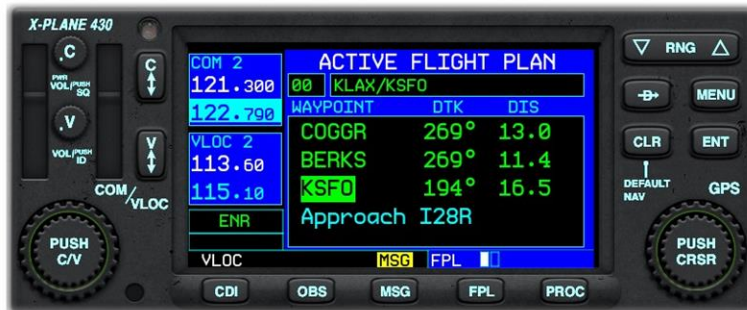 X-PLANE 430
.C
PWR
VOL/PUSH SQ
C
.V
VOL/PUSH ID
V
COM/VLOC
PUSH C/V
COM 2
121.300
122.790
VLOC 2
113.60
115.10
ENR
VLOC
ACTIVE FLIGHT PLAN
00 KLAX/KSFO
WAYPOINT DTK DIS
COGGR 269° 13.0
BERKS 269° 11.4
KSFO 194° 16.5
Approach I28R
MSG FPL
RNG
D
MENU
CLR
ENT
DEFAULT NAV
GPS
PUSH CRSR
CDI
OBS
MSG
FPL
PROC